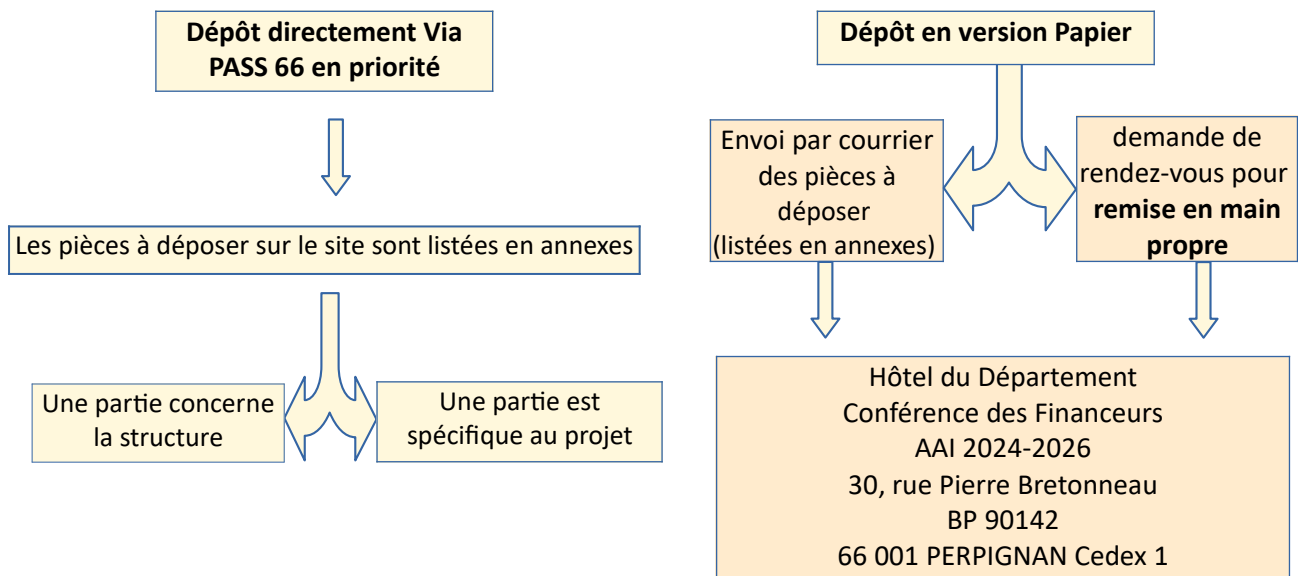 Dépôt directement Via
PASS 66 en priorité
Les pièces à déposer sur le site sont listées en annexes
Une partie concerne
la structure
Une partie est
spécifique au projet
Dépôt en version Papier
Envoi par courrier
des pièces à
déposer
(listées en annexes)
demande de
rendez-vous pour
remise en main
propre
Hôtel du Département
Conférence des Financeurs
AAI 2024-2026
30, rue Pierre Bretonneau
BP 90142
66 001 PERPIGNAN Cedex 1